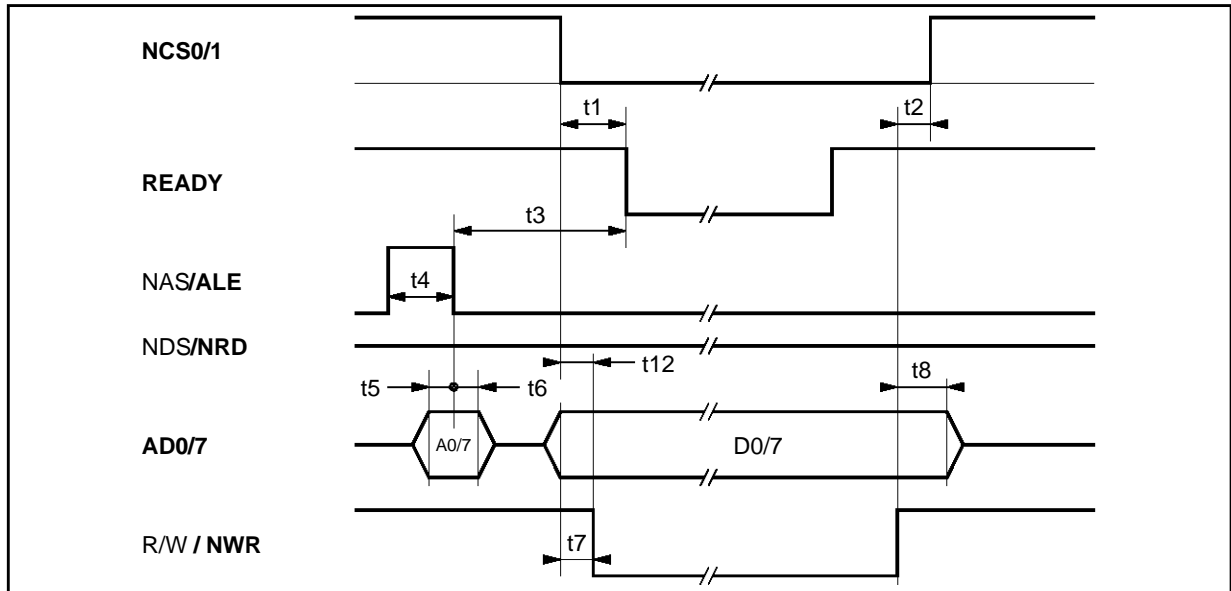 NCS0/1
t1
t2
READY
t3
NAS/ALE
t4
NDS/NRD
t12
t5
t6
t8
AD0/7
A0/7
D0/7
R/W / NWR
t7